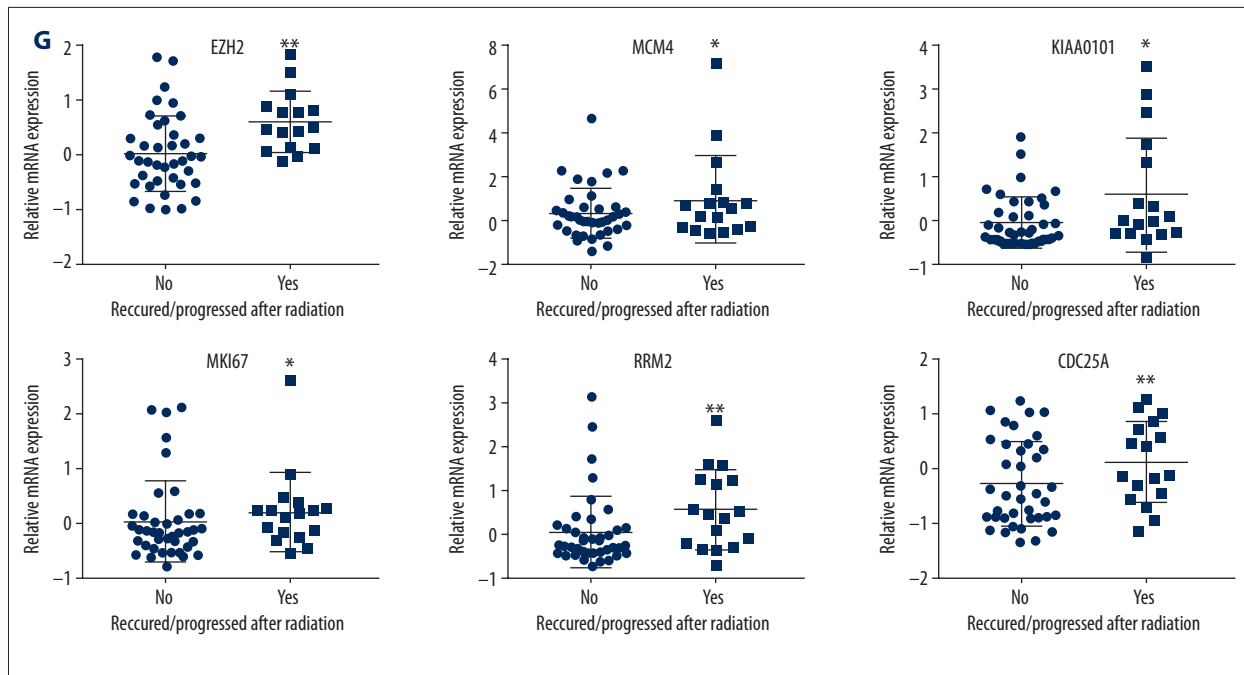 G
EZH2
**
Relative mRNA expression
2
1
0
−1
−2
No
Yes
Reccured/progressed after radiation
MCM4
*
Relative mRNA expression
8
6
4
2
0
−2
No
Yes
Reccured/progressed after radiation
KIAA0101
*
Relative mRNA expression
4
3
2
1
0
−1
No
Yes
Reccured/progressed after radiation
MKI67
*
Relative mRNA expression
3
2
1
0
−1
No
Yes
Reccured/progressed after radiation
RRM2
**
Relative mRNA expression
4
3
2
1
0
−1
No
Yes
Reccured/progressed after radiation
CDC25A
**
Relative mRNA expression
2
1
0
−1
−2
No
Yes
Reccured/progressed after radiation